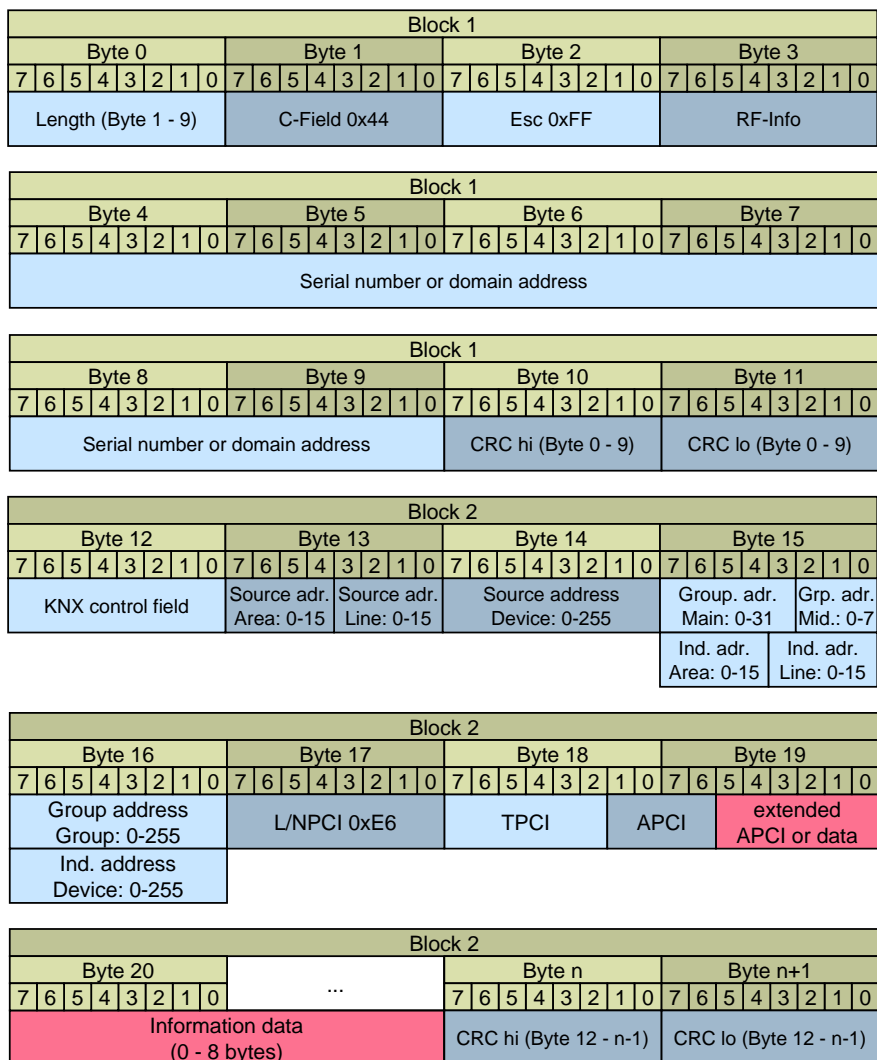 Block 1
Byte 0 Byte 1 Byte 2 Byte 3
7 6 5 4 3 2 1 0 7 6 5 4 3 2 1 0 7 6 5 4 3 2 1 0 7 6 5 4 3 2 1 0
Length (Byte 1 - 9) C-Field 0x44 Esc 0xFF RF-Info
Block 1
Byte 4 Byte 5 Byte 6 Byte 7
7 6 5 4 3 2 1 0 7 6 5 4 3 2 1 0 7 6 5 4 3 2 1 0 7 6 5 4 3 2 1 0
Serial number or domain address
Block 1
Byte 8 Byte 9 Byte 10 Byte 11
7 6 5 4 3 2 1 0 7 6 5 4 3 2 1 0 7 6 5 4 3 2 1 0 7 6 5 4 3 2 1 0
Serial number or domain address CRC hi (Byte 0 - 9) CRC lo (Byte 0 - 9)
Block 2
Byte 12 Byte 13 Byte 14 Byte 15
7 6 5 4 3 2 1 0 7 6 5 4 3 2 1 0 7 6 5 4 3 2 1 0 7 6 5 4 3 2 1 0
KNX control field Source adr. Source adr. Source address Group. adr. Grp. adr.
Area: 0-15 Line: 0-15 Device: 0-255 Main: 0-31 Mid.: 0-7
Ind. adr. Ind. adr.
Area: 0-15 Line: 0-15
Block 2
Byte 16 Byte 17 Byte 18 Byte 19
7 6 5 4 3 2 1 0 7 6 5 4 3 2 1 0 7 6 5 4 3 2 1 0 7 6 5 4 3 2 1 0
Group address L/NPCI 0xE6 TPCI APCI extended
Group: 0-255 APCI or data
Ind. address
Device: 0-255
Block 2
Byte 20 ... Byte n Byte n+1
7 6 5 4 3 2 1 0 7 6 5 4 3 2 1 0 7 6 5 4 3 2 1 0
Information data CRC hi (Byte 12 - n-1) CRC lo (Byte 12 - n-1)
(0 - 8 bytes)